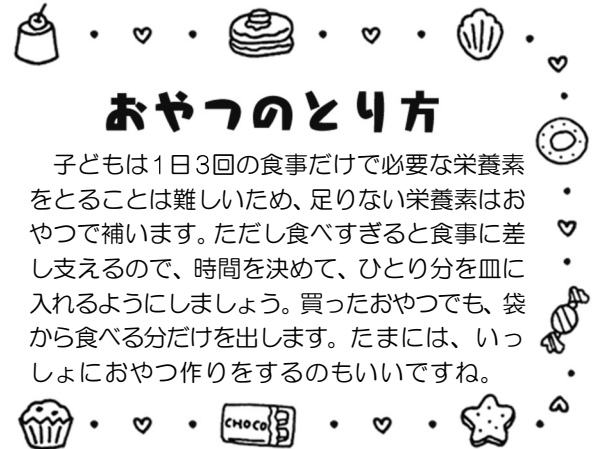 おやつのとり方
子どもは1日3回の食事だけで必要な栄養素
をとることは難しいため、足りない栄養素はお
やつで補います。ただし食べすぎると食事に差
し支えるので、時間を決めて、ひとり分を皿に
入れるようにしましょう。買ったおやつでも、袋
から食べる分だけを出します。たまには、いっ
しょにおやつ作りをするのもいいですね。
CHOCO